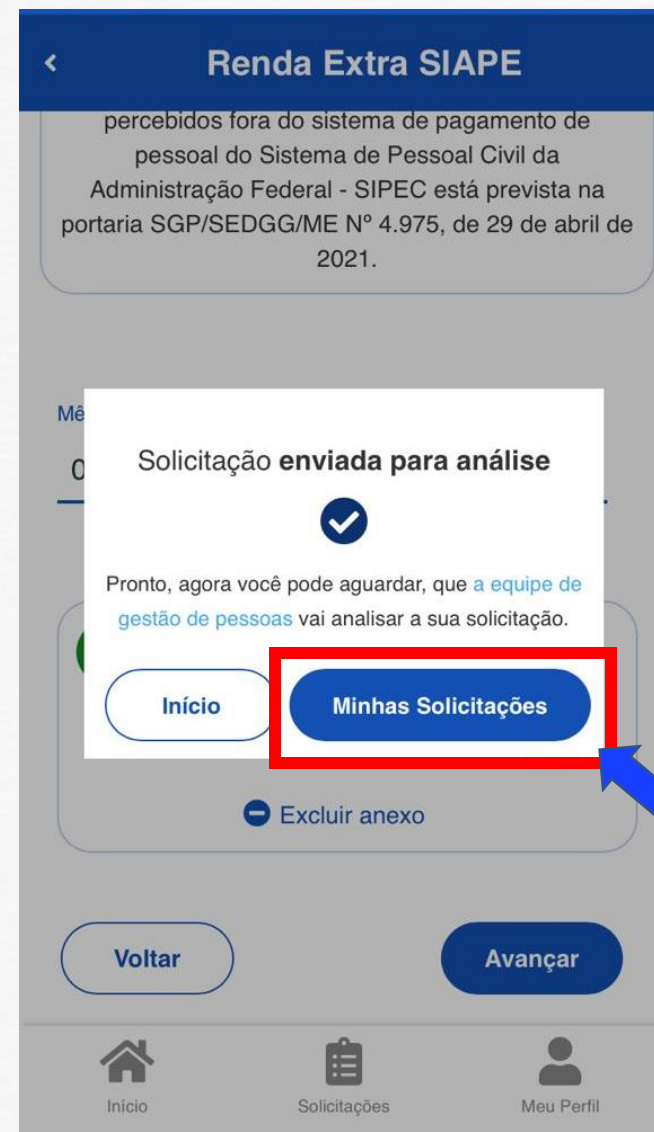 Renda Extra SIAPE
percebidos fora do sistema de pagamento de
pessoal do Sistema de Pessoal Civil da
Administração Federal - SIPEC está prevista na
portaria SGP/SEDGG/ME Nº 4.975, de 29 de abril de
2021.
Mê
0
Solicitação enviada para análise
Pronto, agora você pode aguardar, que a equipe de
gestão de pessoas vai analisar a sua solicitação.
Início Minhas Solicitações
Excluir anexo
Voltar Avançar
Início Solicitações Meu Perfil